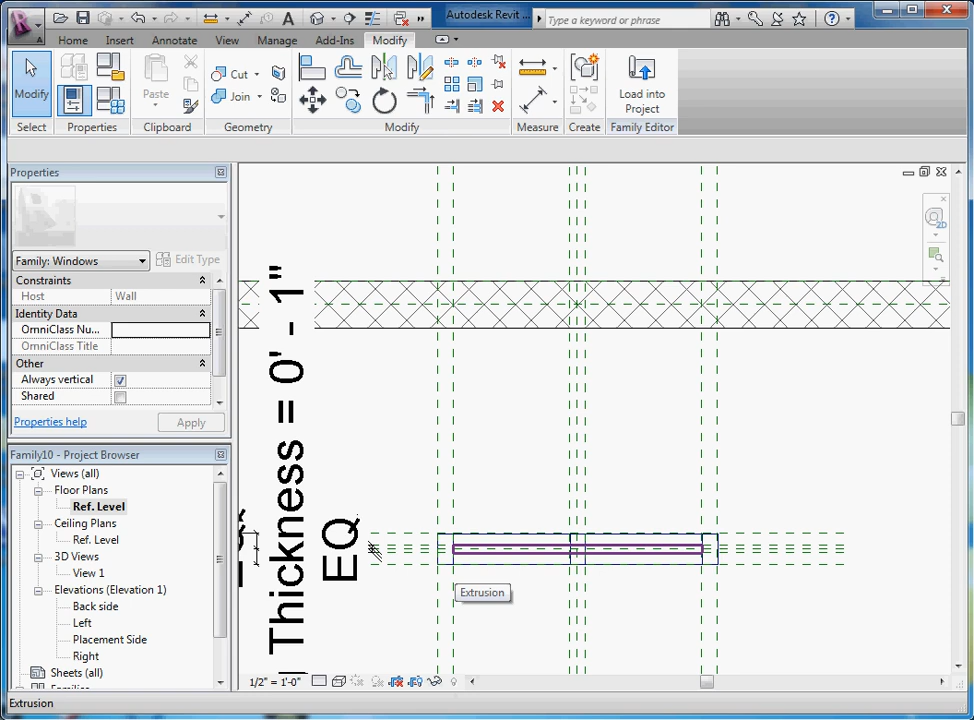 Autodesk Revit ...
Type a keyword or phrase
Home Insert Annotate View Manage Add-Ins Modify
Modify
Paste
Cut
Join
Load into
Project
Select
Properties
Clipboard
Geometry
Modify
Measure
Create
Family Editor
Properties
Family: Windows
Edit Type
Constraints
Host Wall
Identity Data
OmniClass Nu...
OmniClass Title
Other
Always vertical
Shared
Properties help
Apply
Family10 - Project Browser
Views (all)
Floor Plans
Ref. Level
Ceiling Plans
Ref. Level
3D Views
View 1
Elevations (Elevation 1)
Back side
Left
Placement Side
Right
Sheets (all)
Thickness = 0' - 1"
EQ
2D
Extrusion
1/2" = 1'-0"
Extrusion